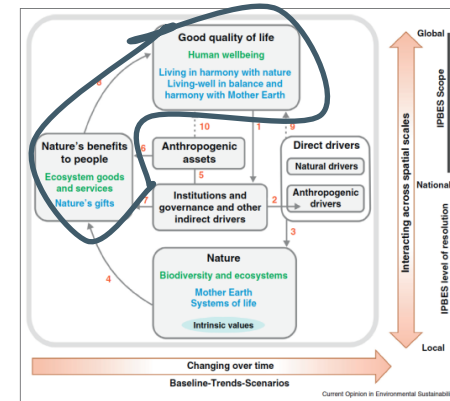 Good quality of life
Human wellbeing
Living in harmony with nature
Living-well in balance and
harmony with Mother Earth
Global
IPBES Scope
10
1
9
Nature's benefits
to people
Ecosystem goods
and services
Nature's gifts
6
Anthropogenic
assets
5
Direct drivers
Natural drivers
Anthropogenic
drivers
7
Institutions and
governance and other
indirect drivers
2
3
National
Interacting across spatial scales
IPBES level of resolution
4
Nature
Biodiversity and ecosystems
Mother Earth
Systems of life
Intrinsic values
Local
Changing over time
Baseline-Trends-Scenarios
Current Opinion in Environmental